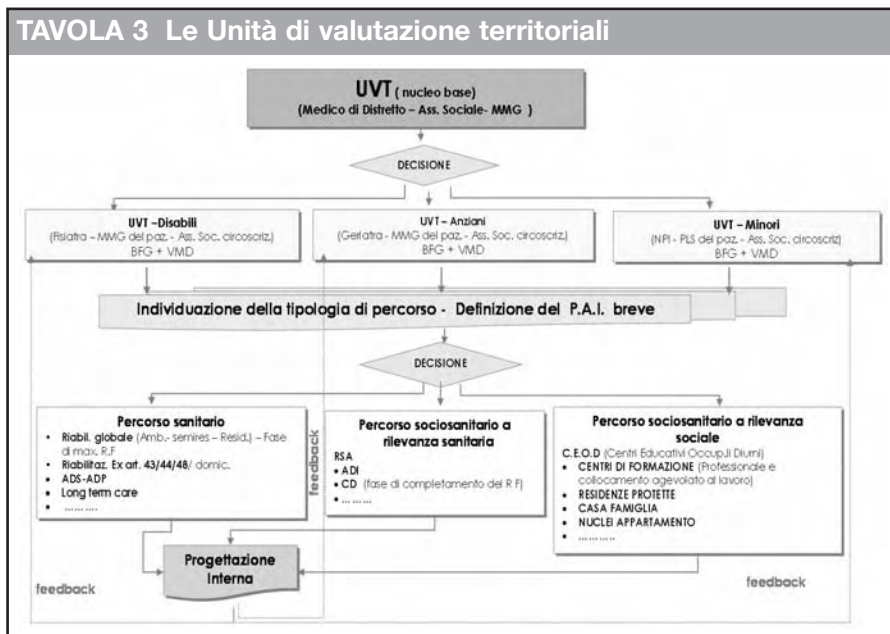 TAVOLA 3 Le Unità di valutazione territoriali
UVT ( nucleo base)
(Medico di Distretto – Ass. Sociale- MMG )
DECISIONE
UVT –Disabili
(Fisiatra – MMG del paz. - Ass. Soc. circoscriz.)
BFG + VMD
UVT – Anziani
(Geriatra - MMG del paz. - Ass. Soc. circoscriz.)
BFG + VMD
UVT – Minori
(NPI - PLS del paz. - Ass. Soc. circoscriz)
BFG + VMD
Individuazione della tipologia di percorso - Definizione del P.A.I. breve
DECISIONE
Percorso sanitario
• Riabil. globale (Amb.- semires – Resid.) – Fase
di max. R.F
• Riabilitaz. Ex art. 43/44/48/ domic.
• ADS-ADP
• Long term care
• ……….
feedback
Percorso sociosanitario a
rilevanza sanitaria
RSA
• ADI
• CD (fase di completamento del R F)
• ………
Percorso sociosanitario a rilevanza
sociale
C.E.O.D (Centri Educativi Occup.li Diurni)
• CENTRI DI FORMAZIONE (Professionale e
collocamento agevolato al lavoro)
• RESIDENZE PROTETTE
• CASA FAMIGLIA
• NUCLEI APPARTAMENTO
• ………..
Progettazione
Interna
feedback
feedback